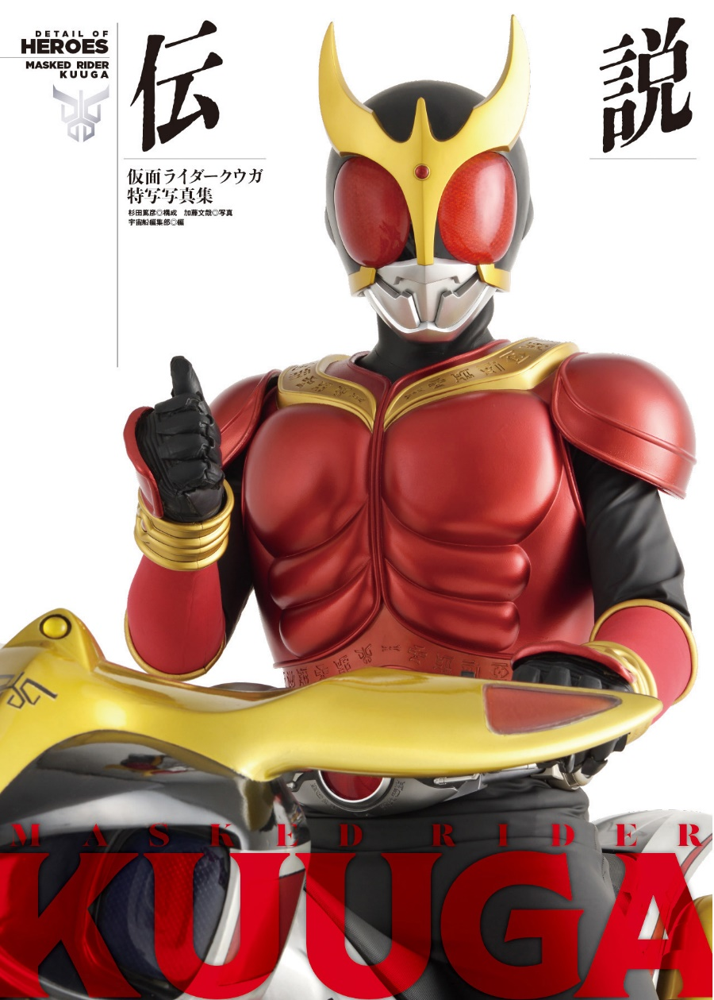 DETAIL OF
HEROES
MASKED RIDER
KUUGA
伝説
仮面ライダークウガ
特写写真集
杉田篤彦◎構成　加藤文哉◎写真
宇宙船編集部◎編
MASKED RIDER
KUUGA